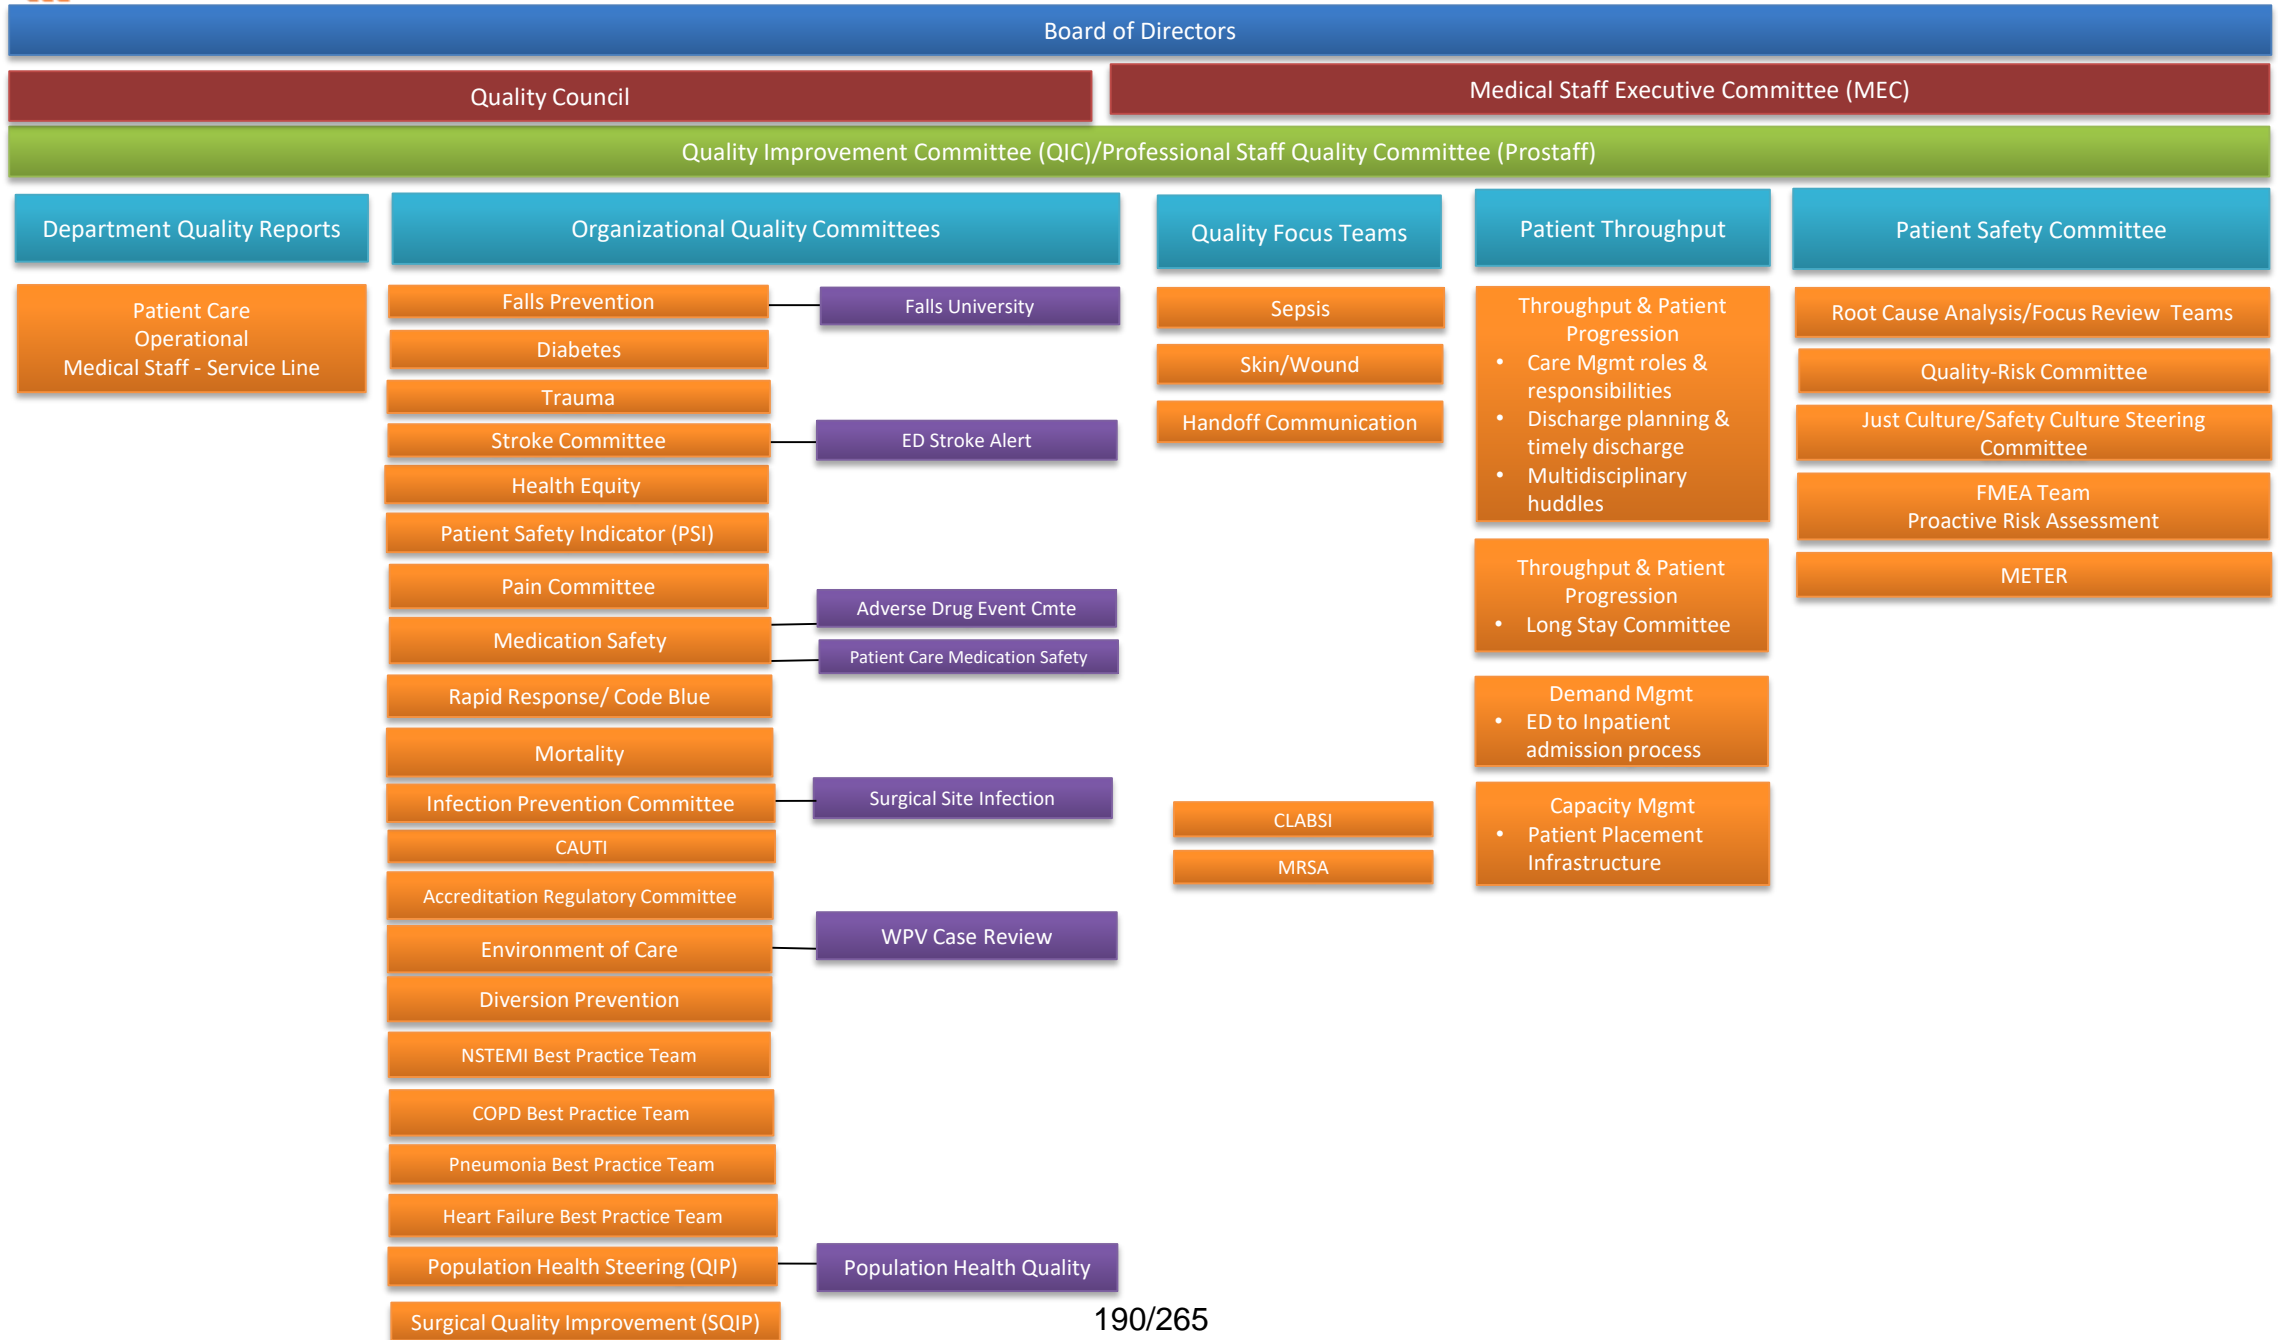 Board of Directors
Quality Council
Medical Staff Executive Committee (MEC)
Quality Improvement Committee (QIC)/Professional Staff Quality Committee (Prostaff)
Department Quality Reports
Patient Care
Operational
Medical Staff - Service Line
Organizational Quality Committees
Falls Prevention
Falls University
Diabetes
Trauma
Stroke Committee
ED Stroke Alert
Health Equity
Patient Safety Indicator (PSI)
Pain Committee
Medication Safety
Adverse Drug Event Cmte
Patient Care Medication Safety
Rapid Response/ Code Blue
Mortality
Infection Prevention Committee
Surgical Site Infection
CAUTI
Accreditation Regulatory Committee
Environment of Care
WPV Case Review
Diversion Prevention
NSTEMI Best Practice Team
COPD Best Practice Team
Pneumonia Best Practice Team
Heart Failure Best Practice Team
Population Health Steering (QIP)
Population Health Quality
Surgical Quality Improvement (SQIP)
Quality Focus Teams
Sepsis
Skin/Wound
Handoff Communication
CLABSI
MRSA
Patient Throughput
Throughput & Patient
Progression
• Care Mgmt roles &
responsibilities
• Discharge planning &
timely discharge
• Multidisciplinary
huddles
Throughput & Patient
Progression
• Long Stay Committee
Demand Mgmt
• ED to Inpatient
admission process
Capacity Mgmt
• Patient Placement
Infrastructure
Patient Safety Committee
Root Cause Analysis/Focus Review Teams
Quality-Risk Committee
Just Culture/Safety Culture Steering
Committee
FMEA Team
Proactive Risk Assessment
METER
190/265